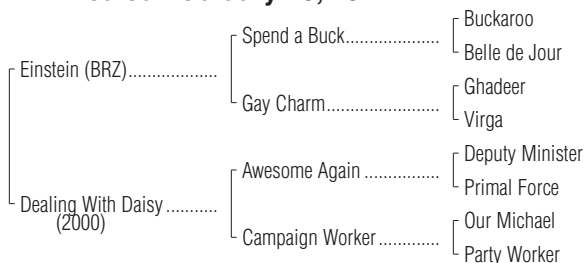 Einstein (BRZ)
Spend a Buck
Buckaroo
Belle de Jour
Gay Charm
Ghadeer
Virga
Dealing With Daisy
(2000)
Awesome Again
Deputy Minister
Primal Force
Campaign Worker
Our Michael
Party Worker